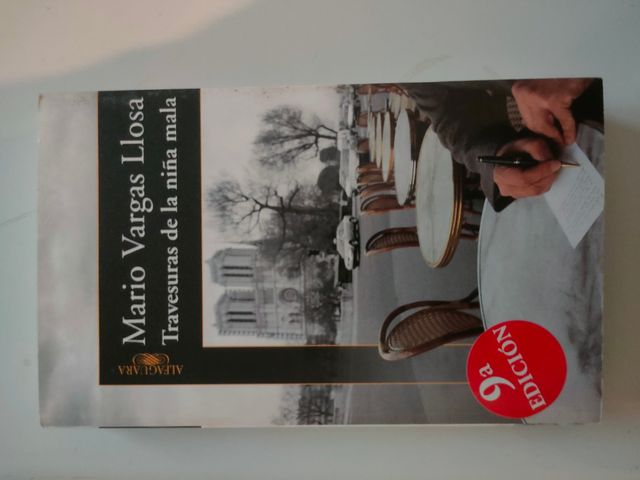 Mario Vargas Llosa
Travesuras de la niña mala
ALFAGUARA
9a
EDICIÓN